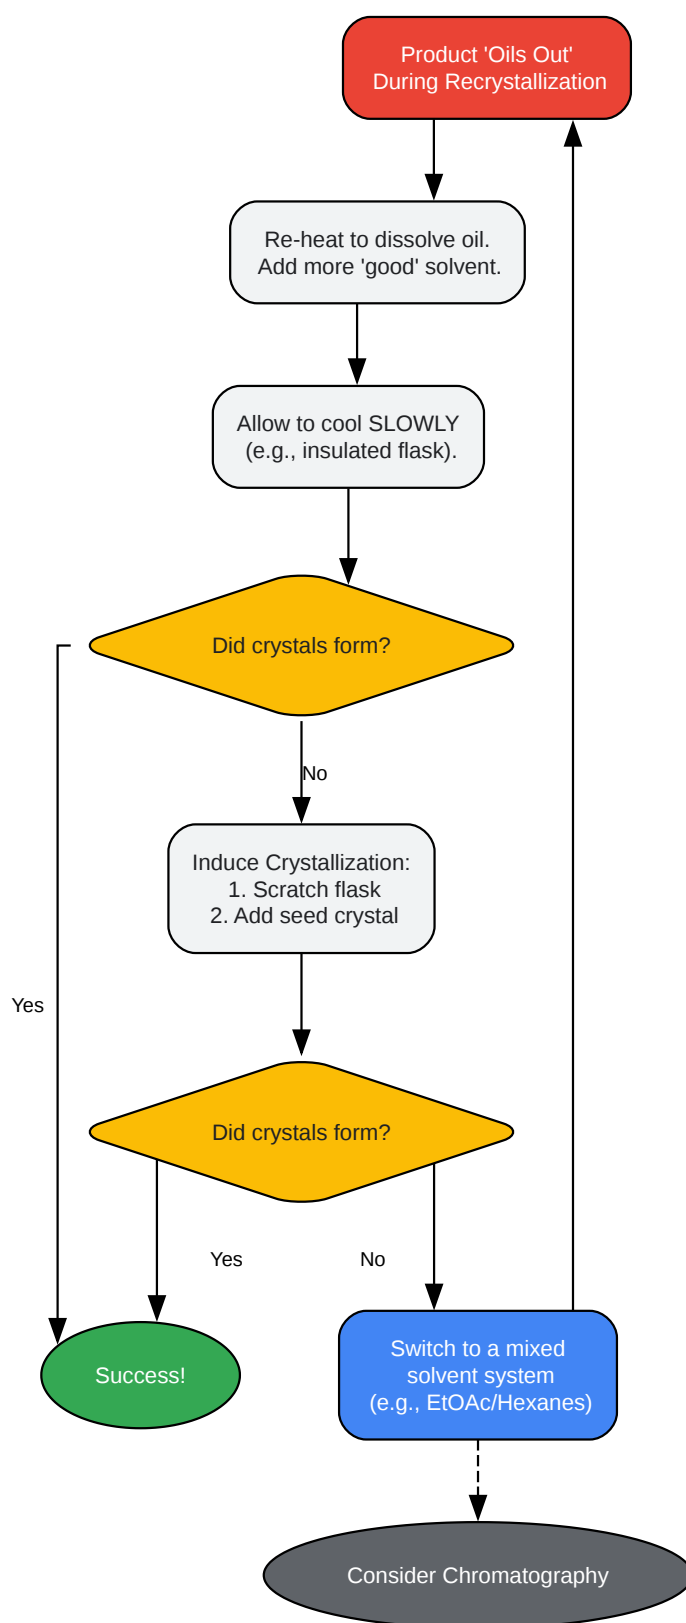 Product 'Oils Out'
During Recrystallization
Re-heat to dissolve oil.
Add more 'good' solvent.
Allow to cool SLOWLY
(e.g., insulated flask).
Did crystals form?
No
Induce Crystallization:
1. Scratch flask
2. Add seed crystal
Yes
Did crystals form?
Yes
No
Switch to a mixed
solvent system
(e.g., EtOAc/Hexanes)
Success!
Consider Chromatography